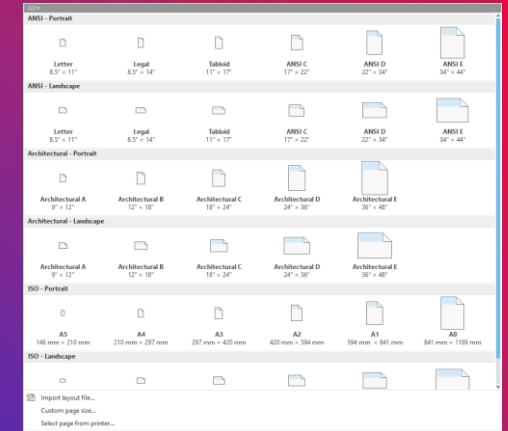 All
ANSI - Portrait
Letter Legal Tabloid ANSI C ANSI D ANSI E
8.5" × 11" 8.5" × 14" 11" × 17" 17" × 22" 22" × 34" 34" × 44"
ANSI - Landscape
Letter Legal Tabloid ANSI C ANSI D ANSI E
8.5" × 11" 8.5" × 14" 11" × 17" 17" × 22" 22" × 34" 34" × 44"
Architectural - Portrait
Architectural A Architectural B Architectural C Architectural D Architectural E
9" × 12" 12" × 18" 18" × 24" 24" × 36" 36" × 48"
Architectural - Landscape
Architectural A Architectural B Architectural C Architectural D Architectural E
9" × 12" 12" × 18" 18" × 24" 24" × 36" 36" × 48"
ISO - Portrait
A5 A4 A3 A2 A1 A0
148 mm × 210 mm 210 mm × 297 mm 297 mm × 420 mm 420 mm × 594 mm 594 mm × 841 mm 841 mm × 1189 mm
ISO - Landscape
Import layout file...
Custom page size...
Select page from printer...